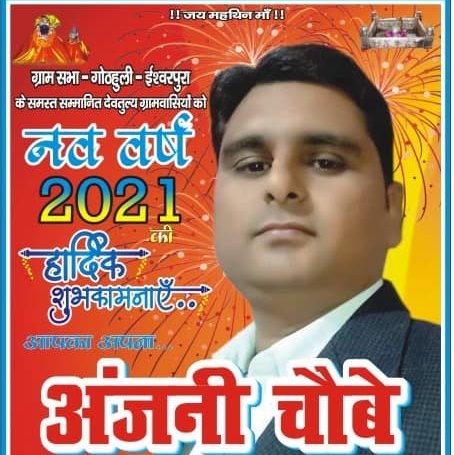 !! जय महथिन माँ !!
ग्राम सभा - गोठहुली - ईश्वरपुरा
के समस्त सम्मानित देवतुल्य ग्रामवासियों को
नव वर्ष
2021
की
हार्दिक
शुभकामनाएँ..
आपका अपना....
अंजनी चौबे